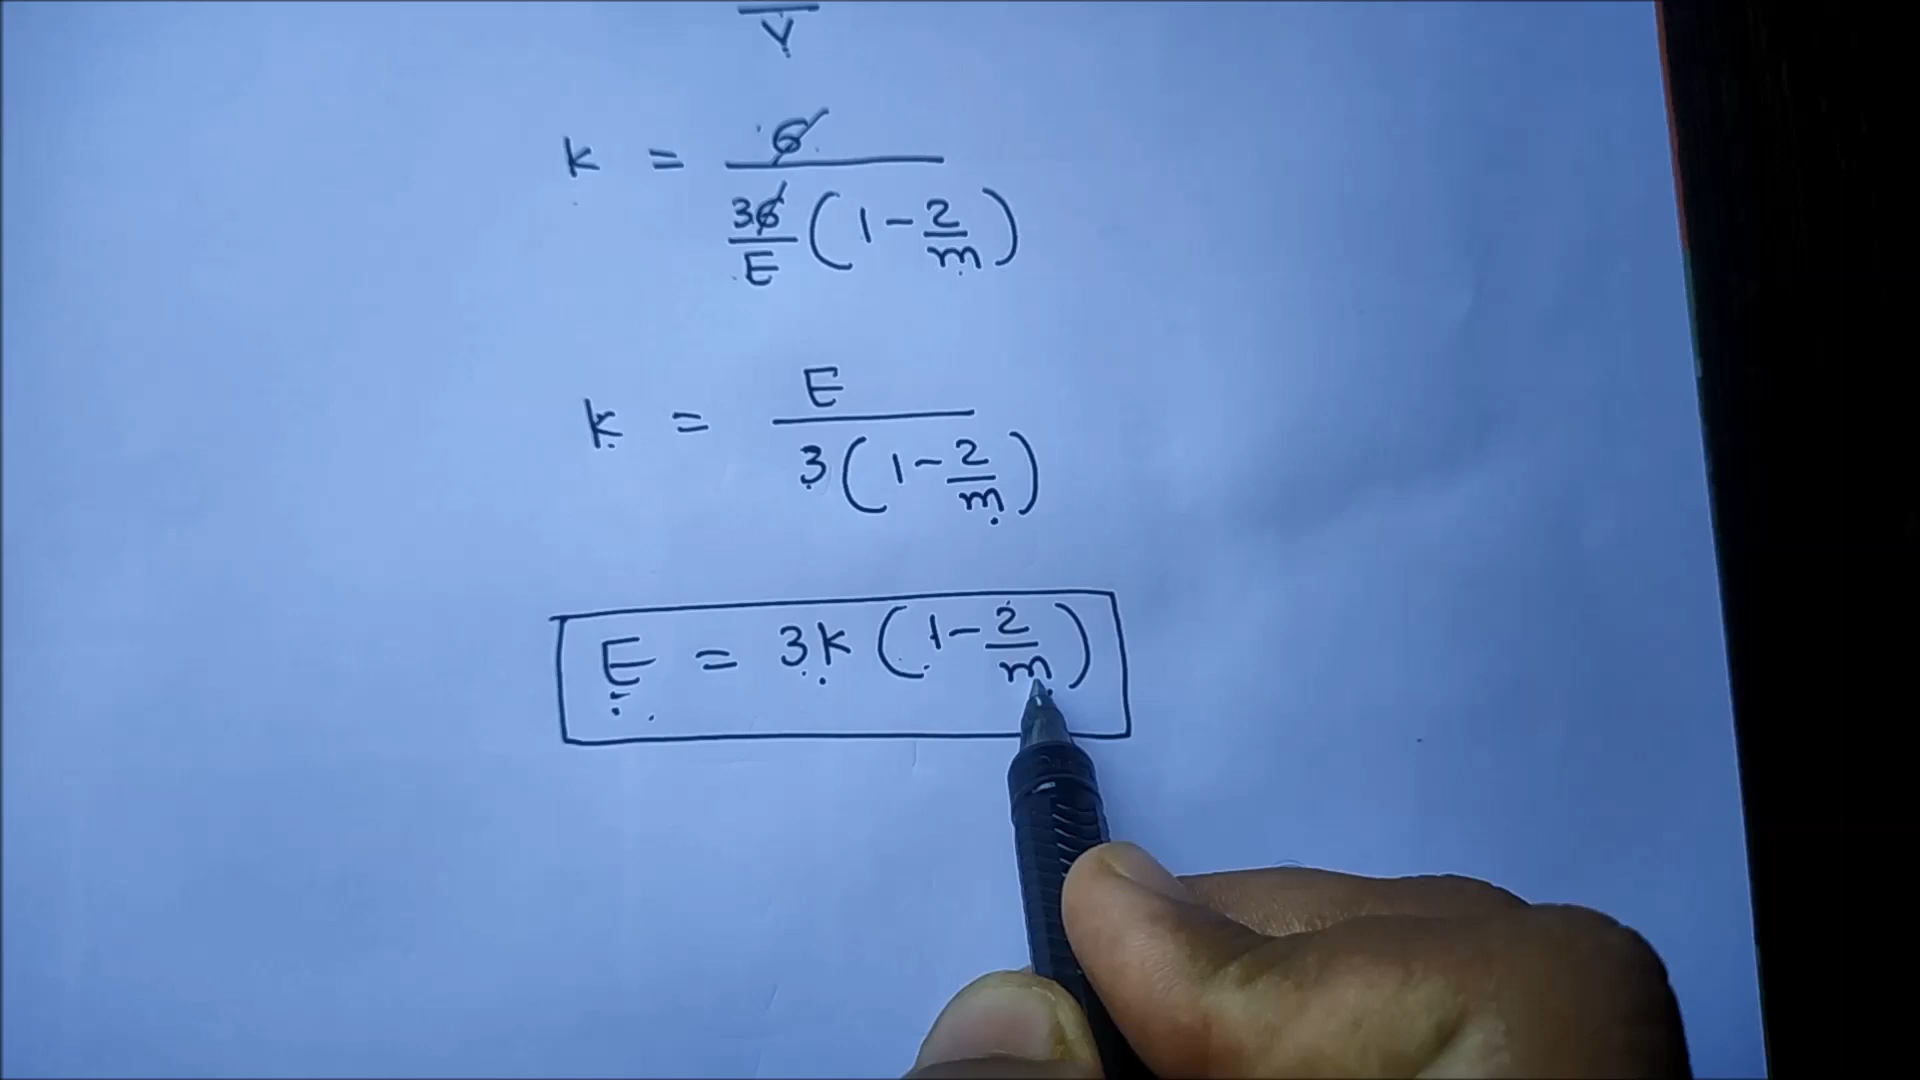 V
k = σ / (3σ/E (1 - 2/m))
k = E / (3(1 - 2/m))
E = 3k (1 - 2/m)